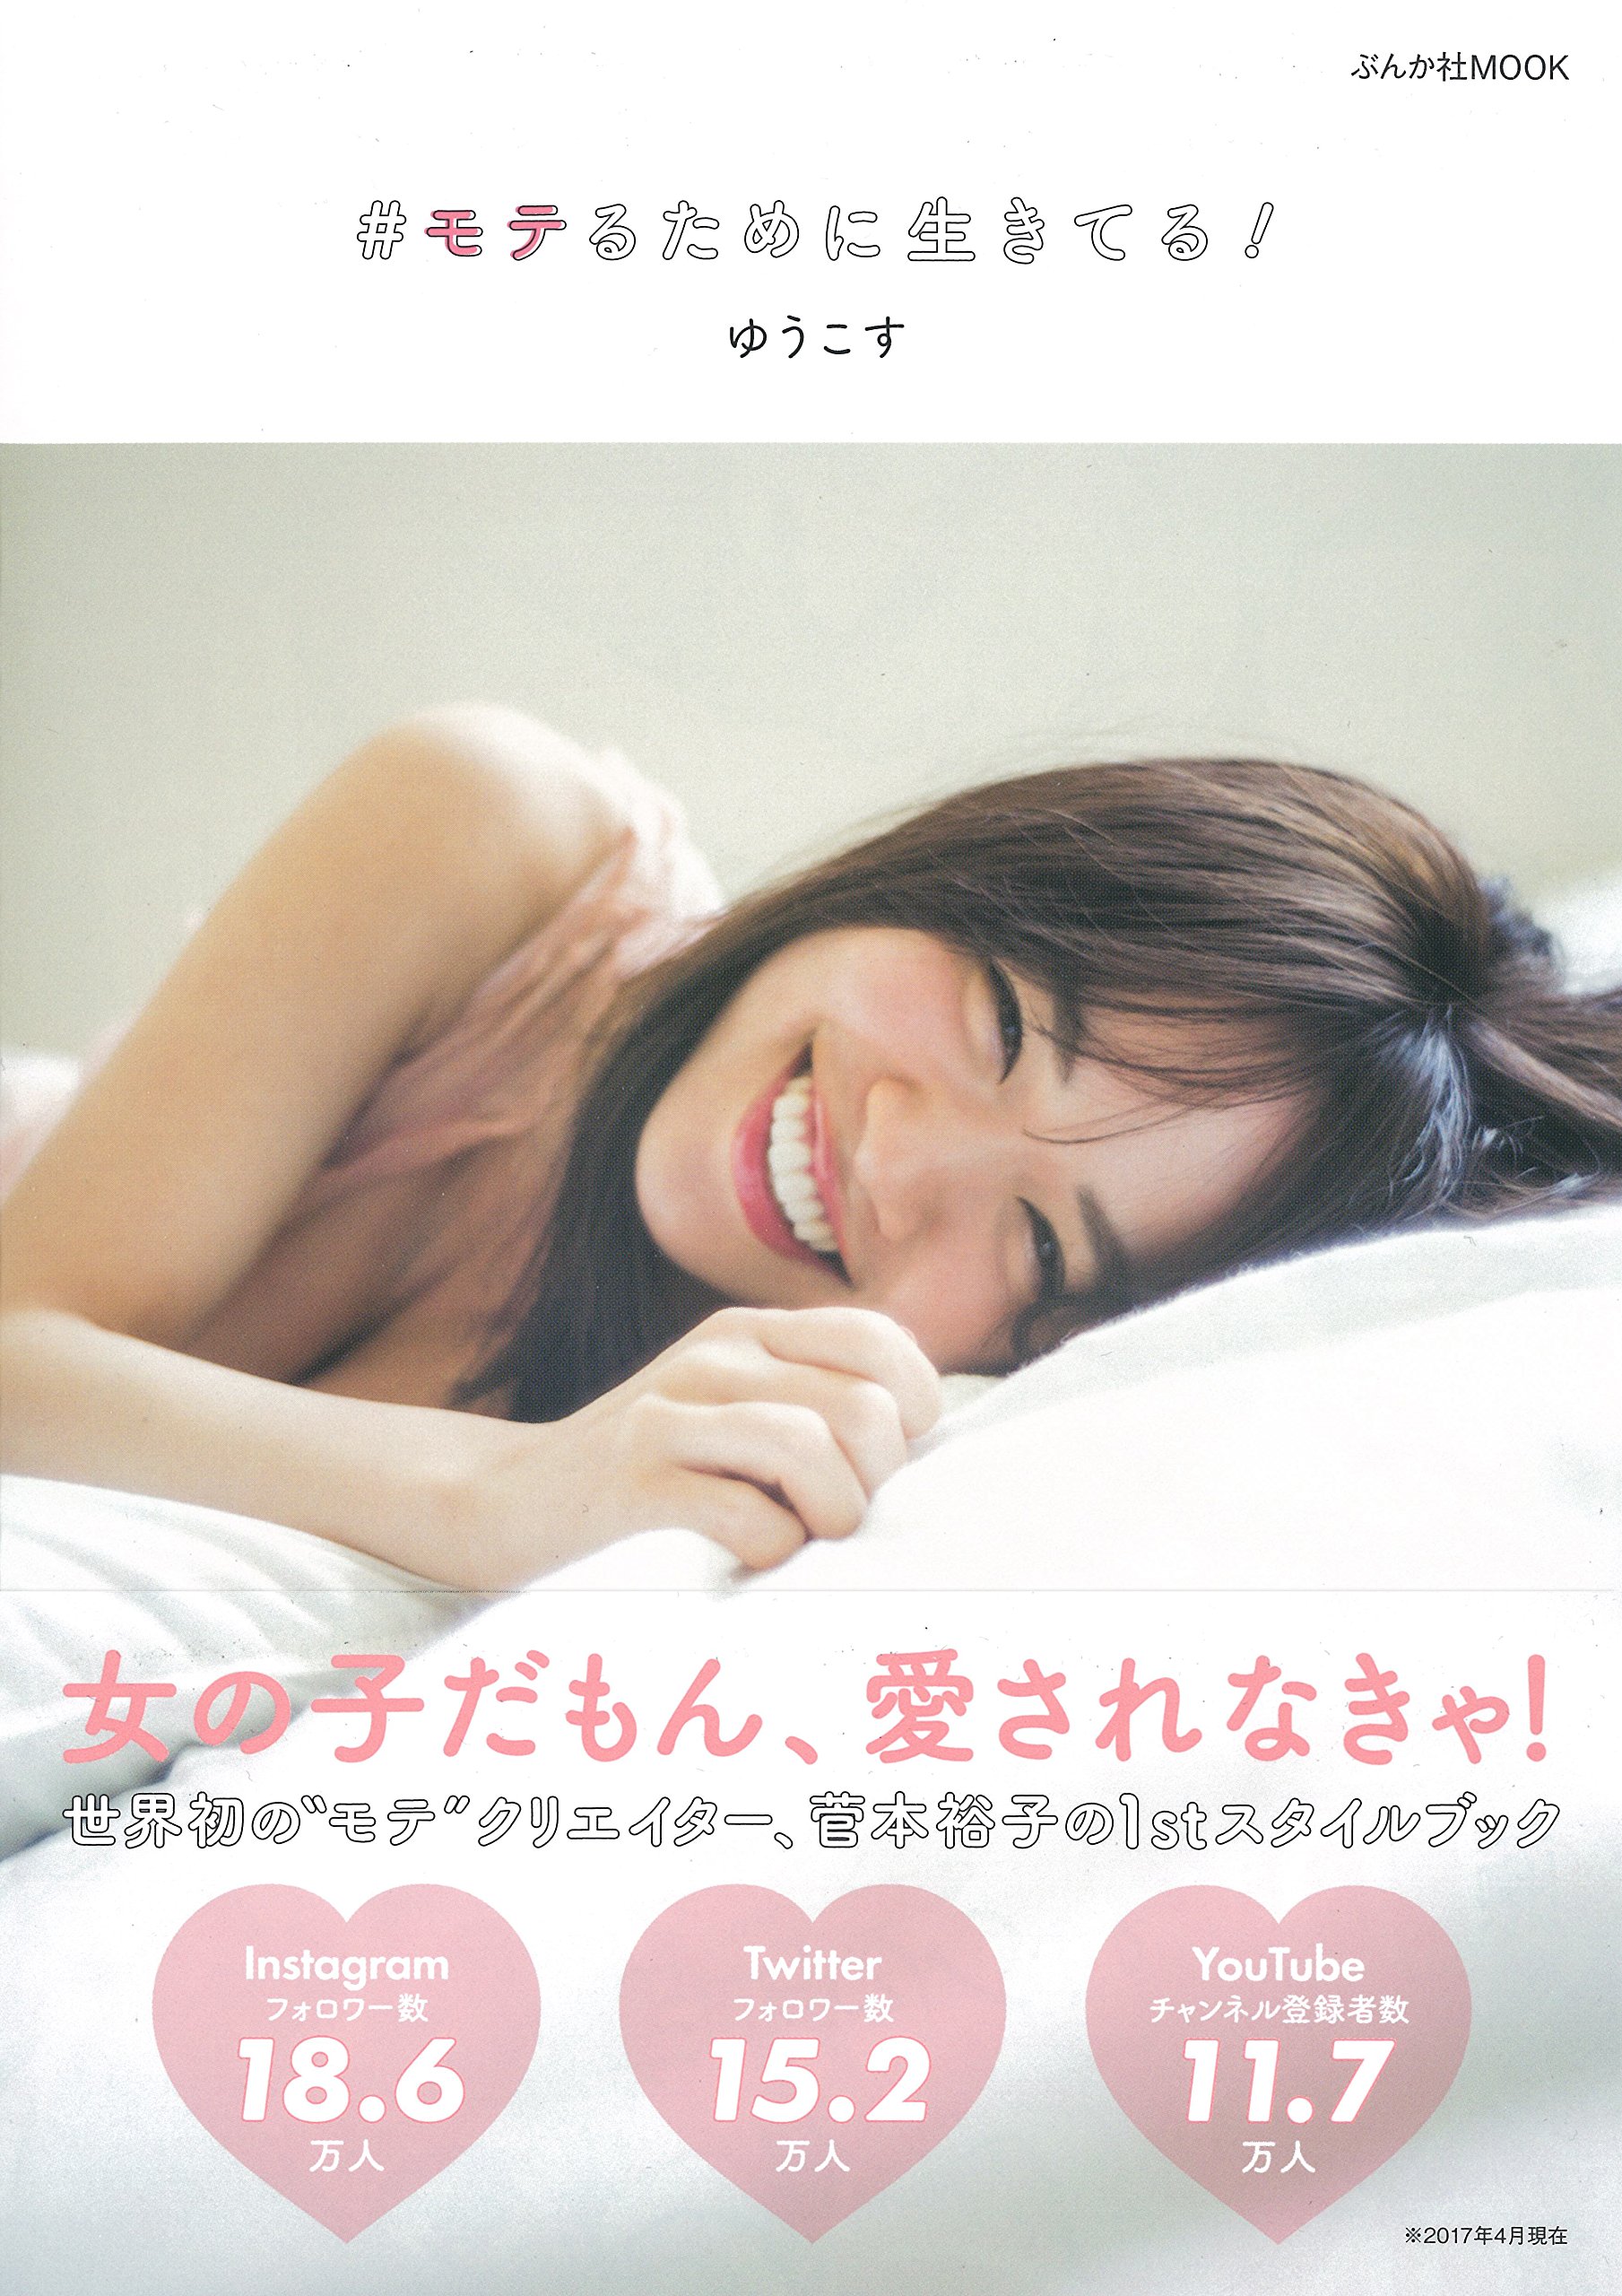 ぶんか社MOOK
#モテるために生きてる!
ゆうこす
女の子だもん、愛されなきゃ!
世界初の“モテ”クリエイター、菅本裕子の1stスタイルブック
Instagram
フォロワー数
18.6
万人
Twitter
フォロワー数
15.2
万人
YouTube
チャンネル登録者数
11.7
万人
※2017年4月現在